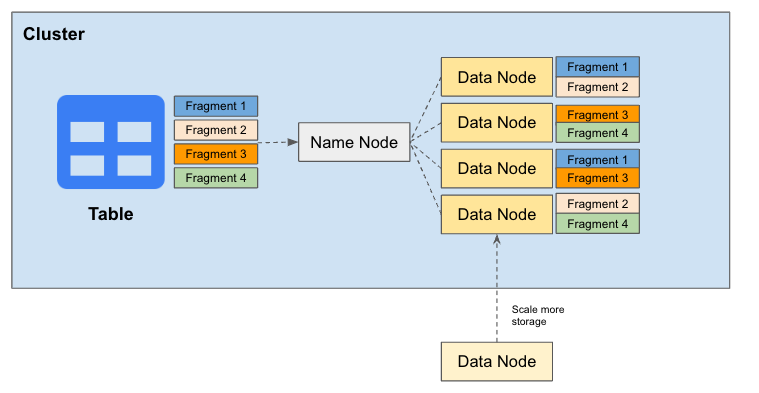 Cluster
Fragment 1
Fragment 2
Fragment 3
Fragment 4
Table
Name Node
Data Node
Fragment 1
Fragment 2
Data Node
Fragment 3
Fragment 4
Data Node
Fragment 1
Fragment 3
Data Node
Fragment 2
Fragment 4
Scale more
storage
Data Node